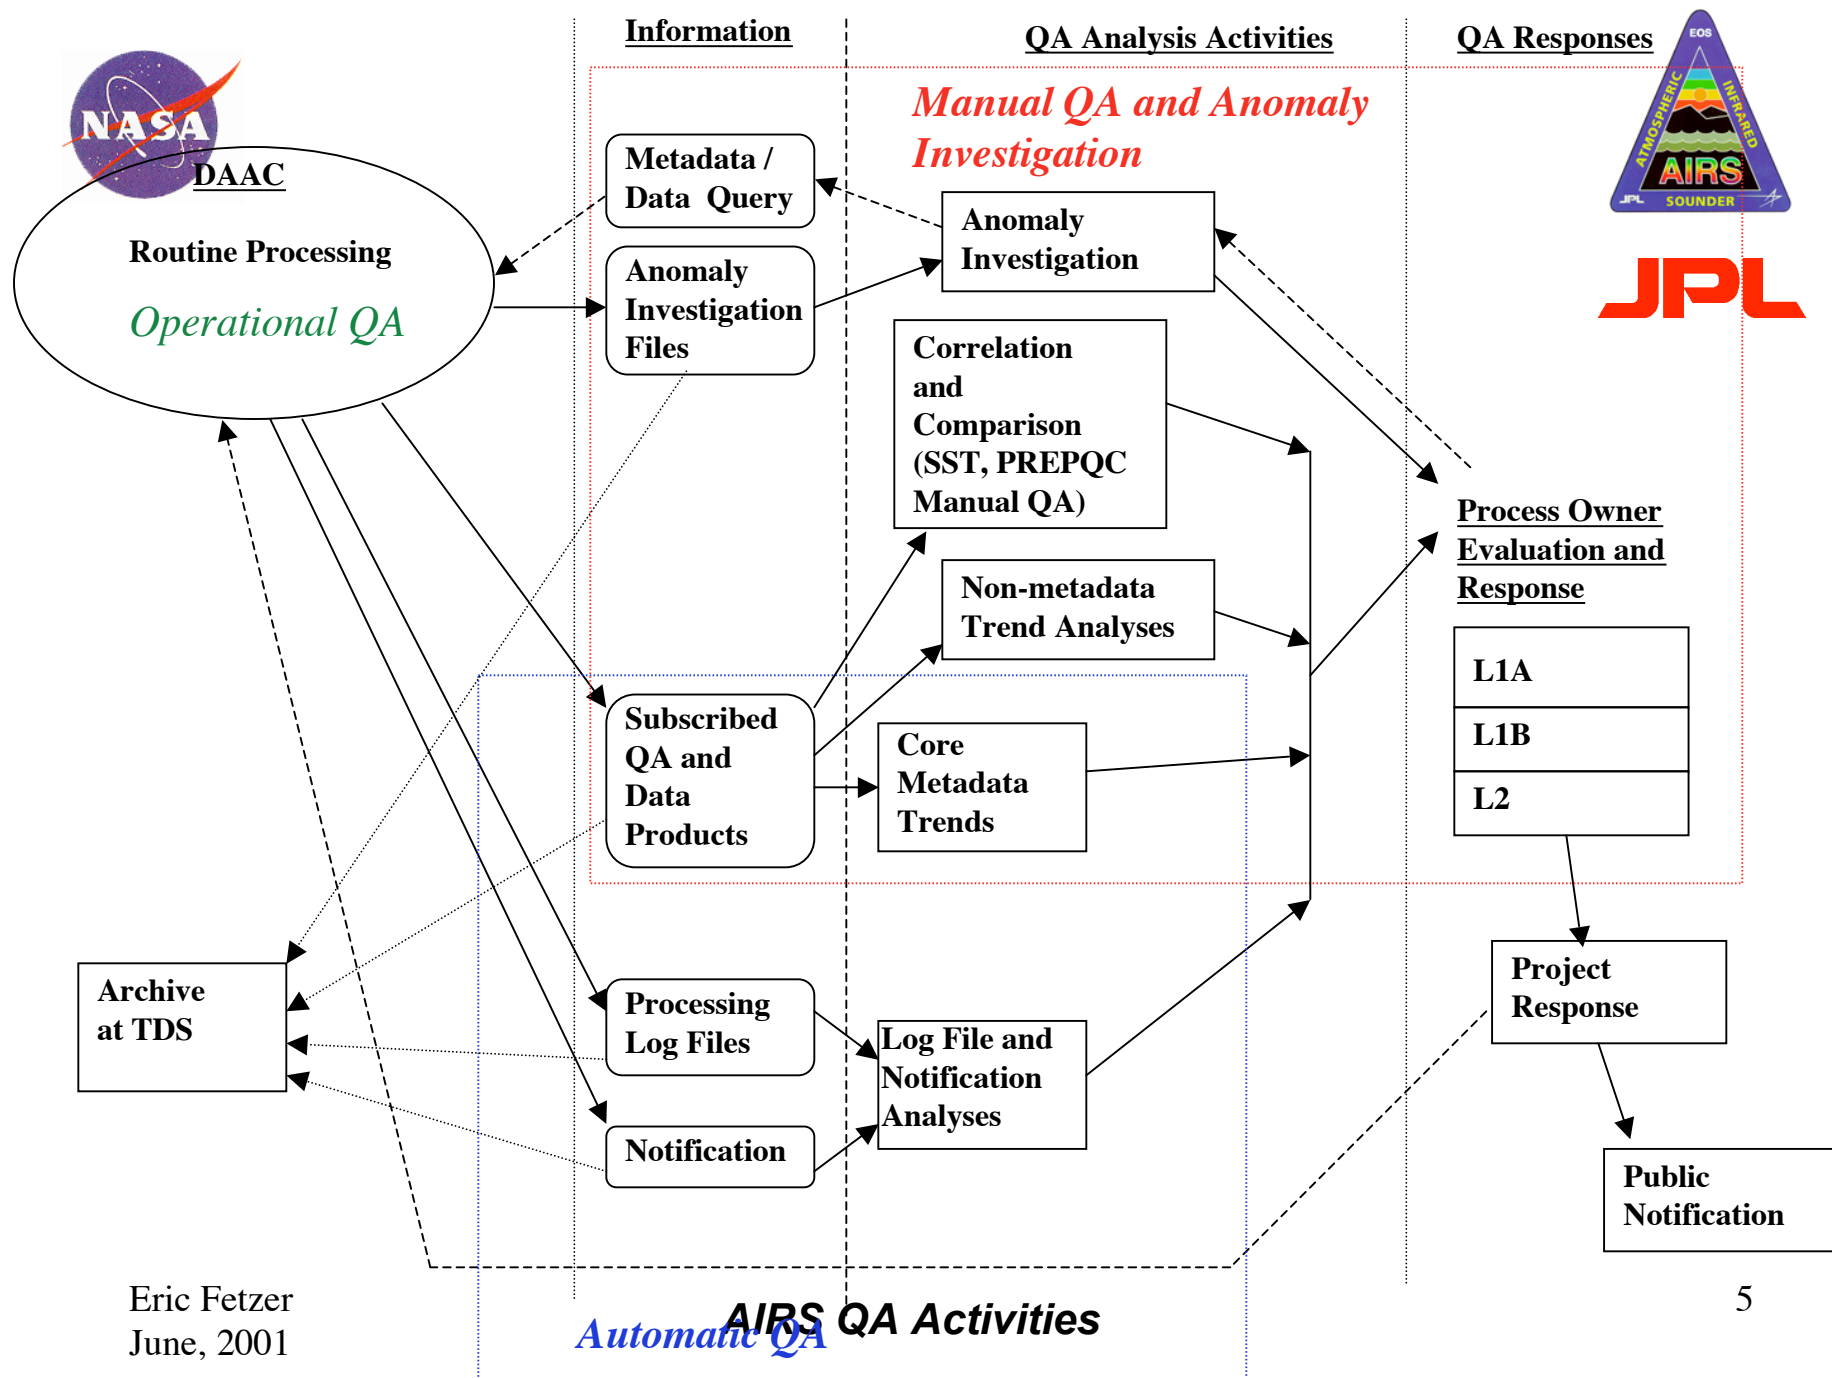 Information
QA Analysis Activities
QA Responses
EOS
ATMOSPHERIC
INFRARED
AIRS
JPL
SOUNDER
NASA
Manual QA and Anomaly
Investigation
DAAC
Routine Processing
Operational QA
Metadata /
Data Query
Anomaly
Investigation
Files
Anomaly
Investigation
JPL
Correlation
and
Comparison
(SST, PREPQC
Manual QA)
Non-metadata
Trend Analyses
Process Owner
Evaluation and
Response
L1A
L1B
L2
Subscribed
QA and
Data
Products
Core
Metadata
Trends
Archive
at TDS
Processing
Log Files
Log File and
Notification
Analyses
Notification
Project
Response
Public
Notification
Eric Fetzer
June, 2001
AIRS QA Activities
Automatic QA
5